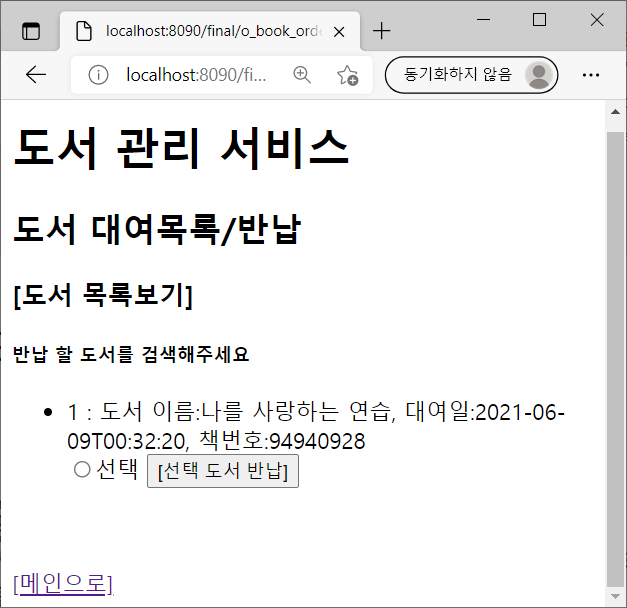 localhost:8090/final/o_book_orde
localhost:8090/fi...
동기화하지 않음
도서 관리 서비스
도서 대여목록/반납
[도서 목록보기]
반납 할 도서를 검색해주세요
1 : 도서 이름:나를 사랑하는 연습, 대여일:2021-06-
09T00:32:20, 책번호:94940928
선택 [선택 도서 반납]
[메인으로]